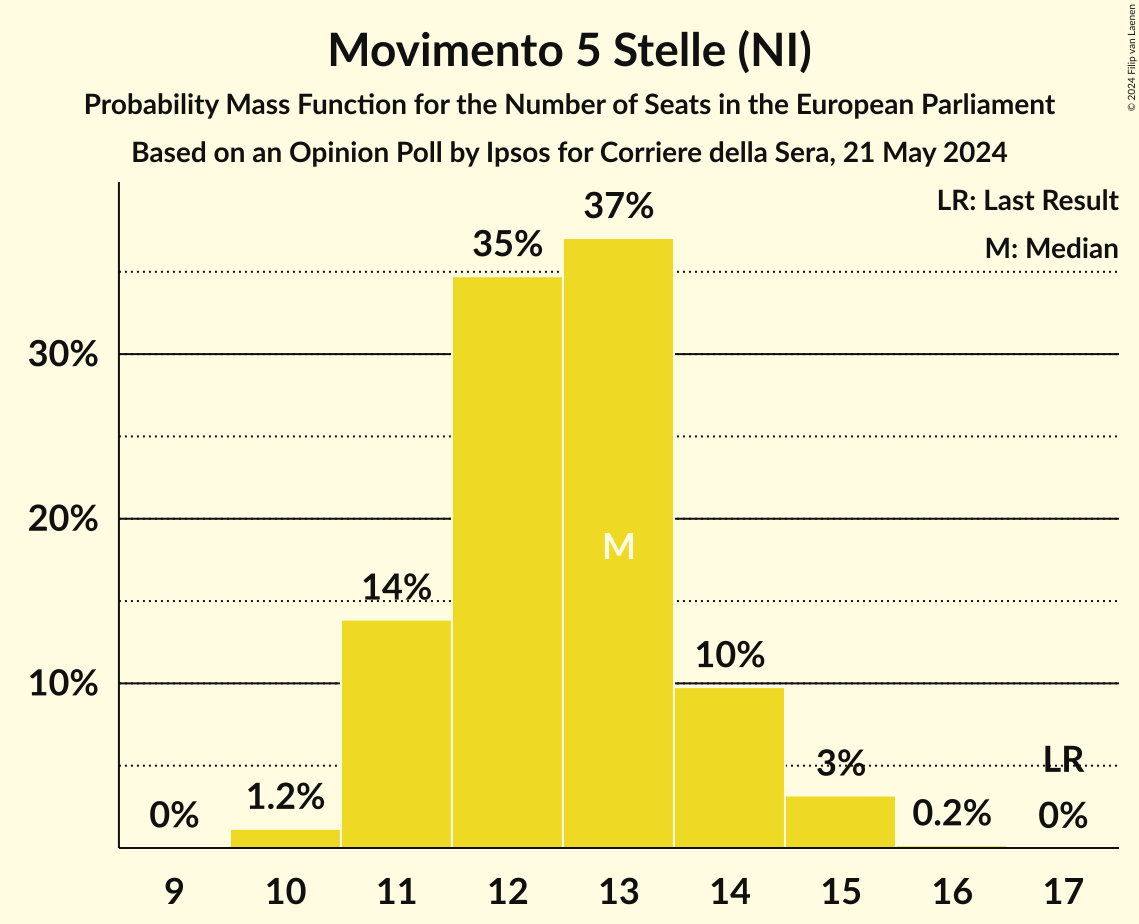 Movimento 5 Stelle (NI)
Probability Mass Function for the Number of Seats in the European Parliament
Based on an Opinion Poll by Ipsos for Corriere della Sera, 21 May 2024
© 2024 Filip van Laenen
LR: Last Result
M: Median
30%
20%
10%
0%
1.2%
14%
35%
37%
M
10%
3%
0.2%
LR
0%
9 10 11 12 13 14 15 16 17